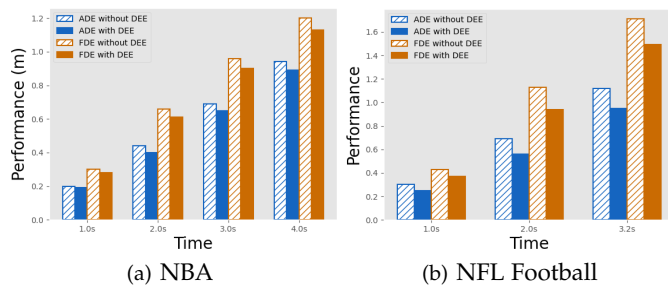 ADE without DEE
ADE with DEE
FDE without DEE
FDE with DEE
Performance (m)
1.2
1.0
0.8
0.6
0.4
0.2
0.0
1.0s 2.0s 3.0s 4.0s
Time
(a) NBA
ADE without DEE
ADE with DEE
FDE without DEE
FDE with DEE
Performance
1.6
1.4
1.2
1.0
0.8
0.6
0.4
0.2
0.0
1.0s 2.0s 3.2s
Time
(b) NFL Football